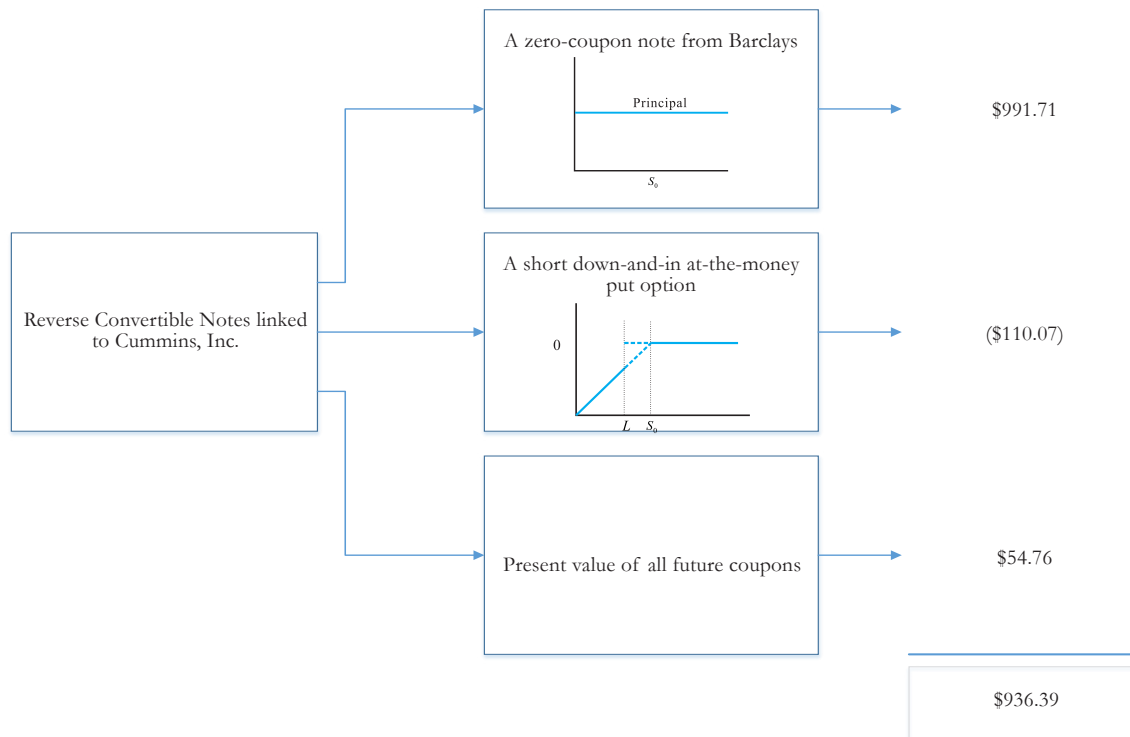 Reverse Convertible Notes linked
to Cummins, Inc.
A zero-coupon note from Barclays
Principal
S₀
$991.71
A short down-and-in at-the-money
put option
0
L S₀
($110.07)
Present value of all future coupons
$54.76
$936.39